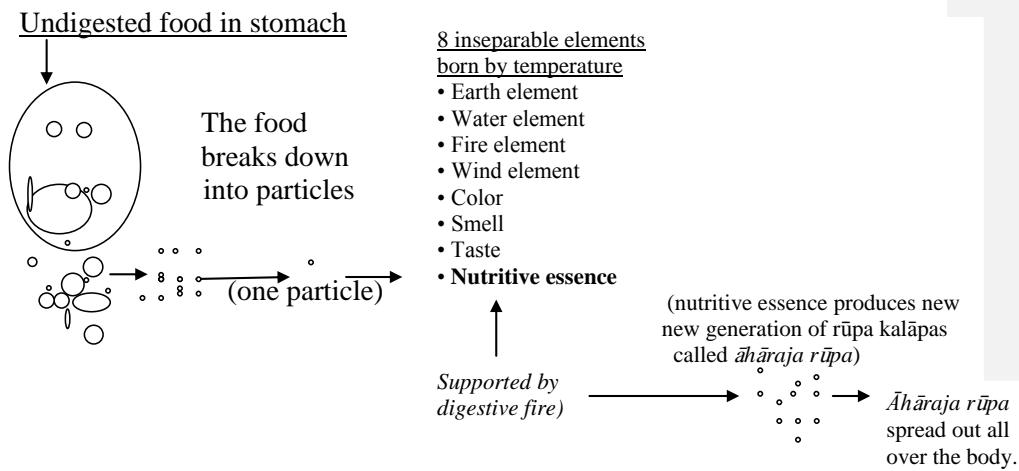 Undigested food in stomach
The food
breaks down
into particles
(one particle)
8 inseparable elements
born by temperature
• Earth element
• Water element
• Fire element
• Wind element
• Color
• Smell
• Taste
• Nutritive essence
Supported by
digestive fire)
(nutritive essence produces new
new generation of rūpa kalāpas
called āhāraja rūpa)
Āhāraja rūpa
spread out all
over the body.